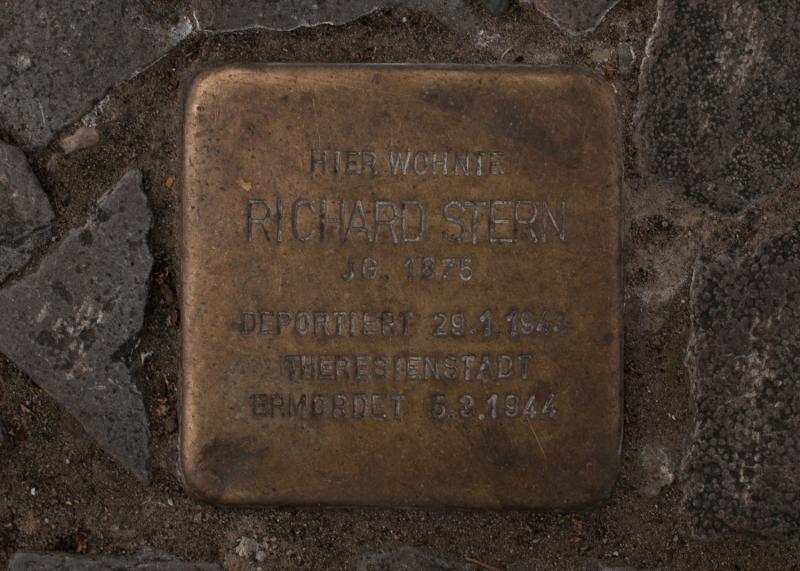 HIER WOHNTE
RICHARD STERN
JG. 1875
DEPORTIERT 29.1.1943
THERESIENSTADT
ERMORDET 5.3.1944